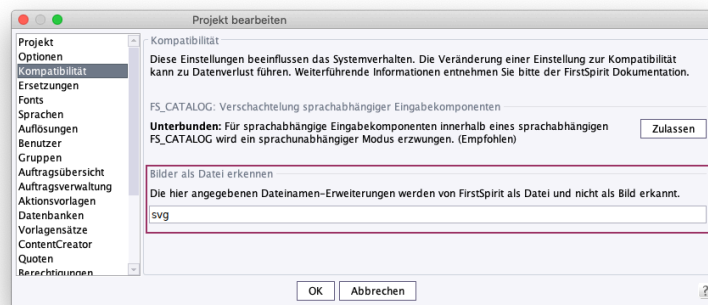 Projekt bearbeiten
Projekt
Optionen
Kompatibilität
Ersetzungen
Fonts
Sprachen
Auflösungen
Benutzer
Gruppen
Auftragsübersicht
Auftragsverwaltung
Aktionsvorlagen
Datenbanken
Vorlagensätze
ContentCreator
Quoten
Berechtigungen
Kompatibilität
Diese Einstellungen beeinflussen das Systemverhalten. Die Veränderung einer Einstellung zur Kompatibilität
kann zu Datenverlust führen. Weiterführende Informationen entnehmen Sie bitte der FirstSpirit Dokumentation.
FS_CATALOG: Verschachtelung sprachabhängiger Eingabekomponenten
Unterbunden: Für sprachabhängige Eingabekomponenten innerhalb eines sprachabhängigen
FS_CATALOG wird ein sprachunabhängiger Modus erzwungen. (Empfohlen)
Zulassen
Bilder als Datei erkennen
Die hier angegebenen Dateinamen-Erweiterungen werden von FirstSpirit als Datei und nicht als Bild erkannt.
svg
OK
Abbrechen
?